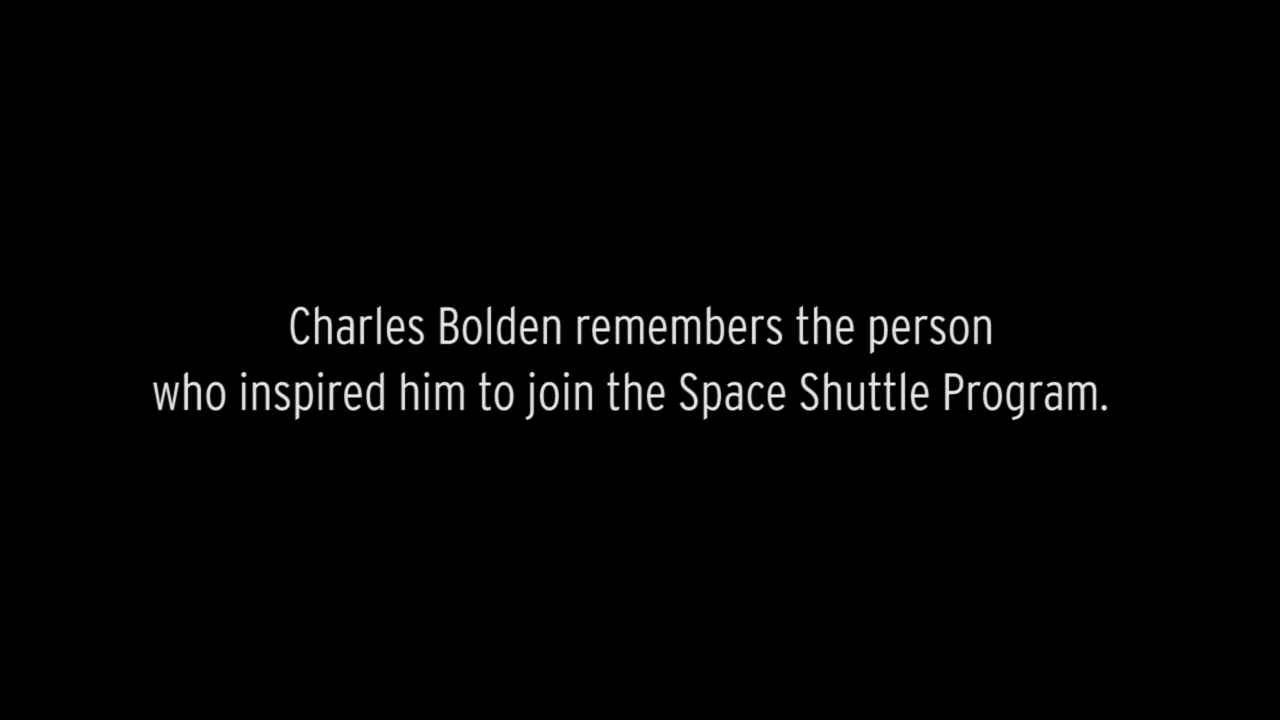 Charles Bolden remembers the person
who inspired him to join the Space Shuttle Program.